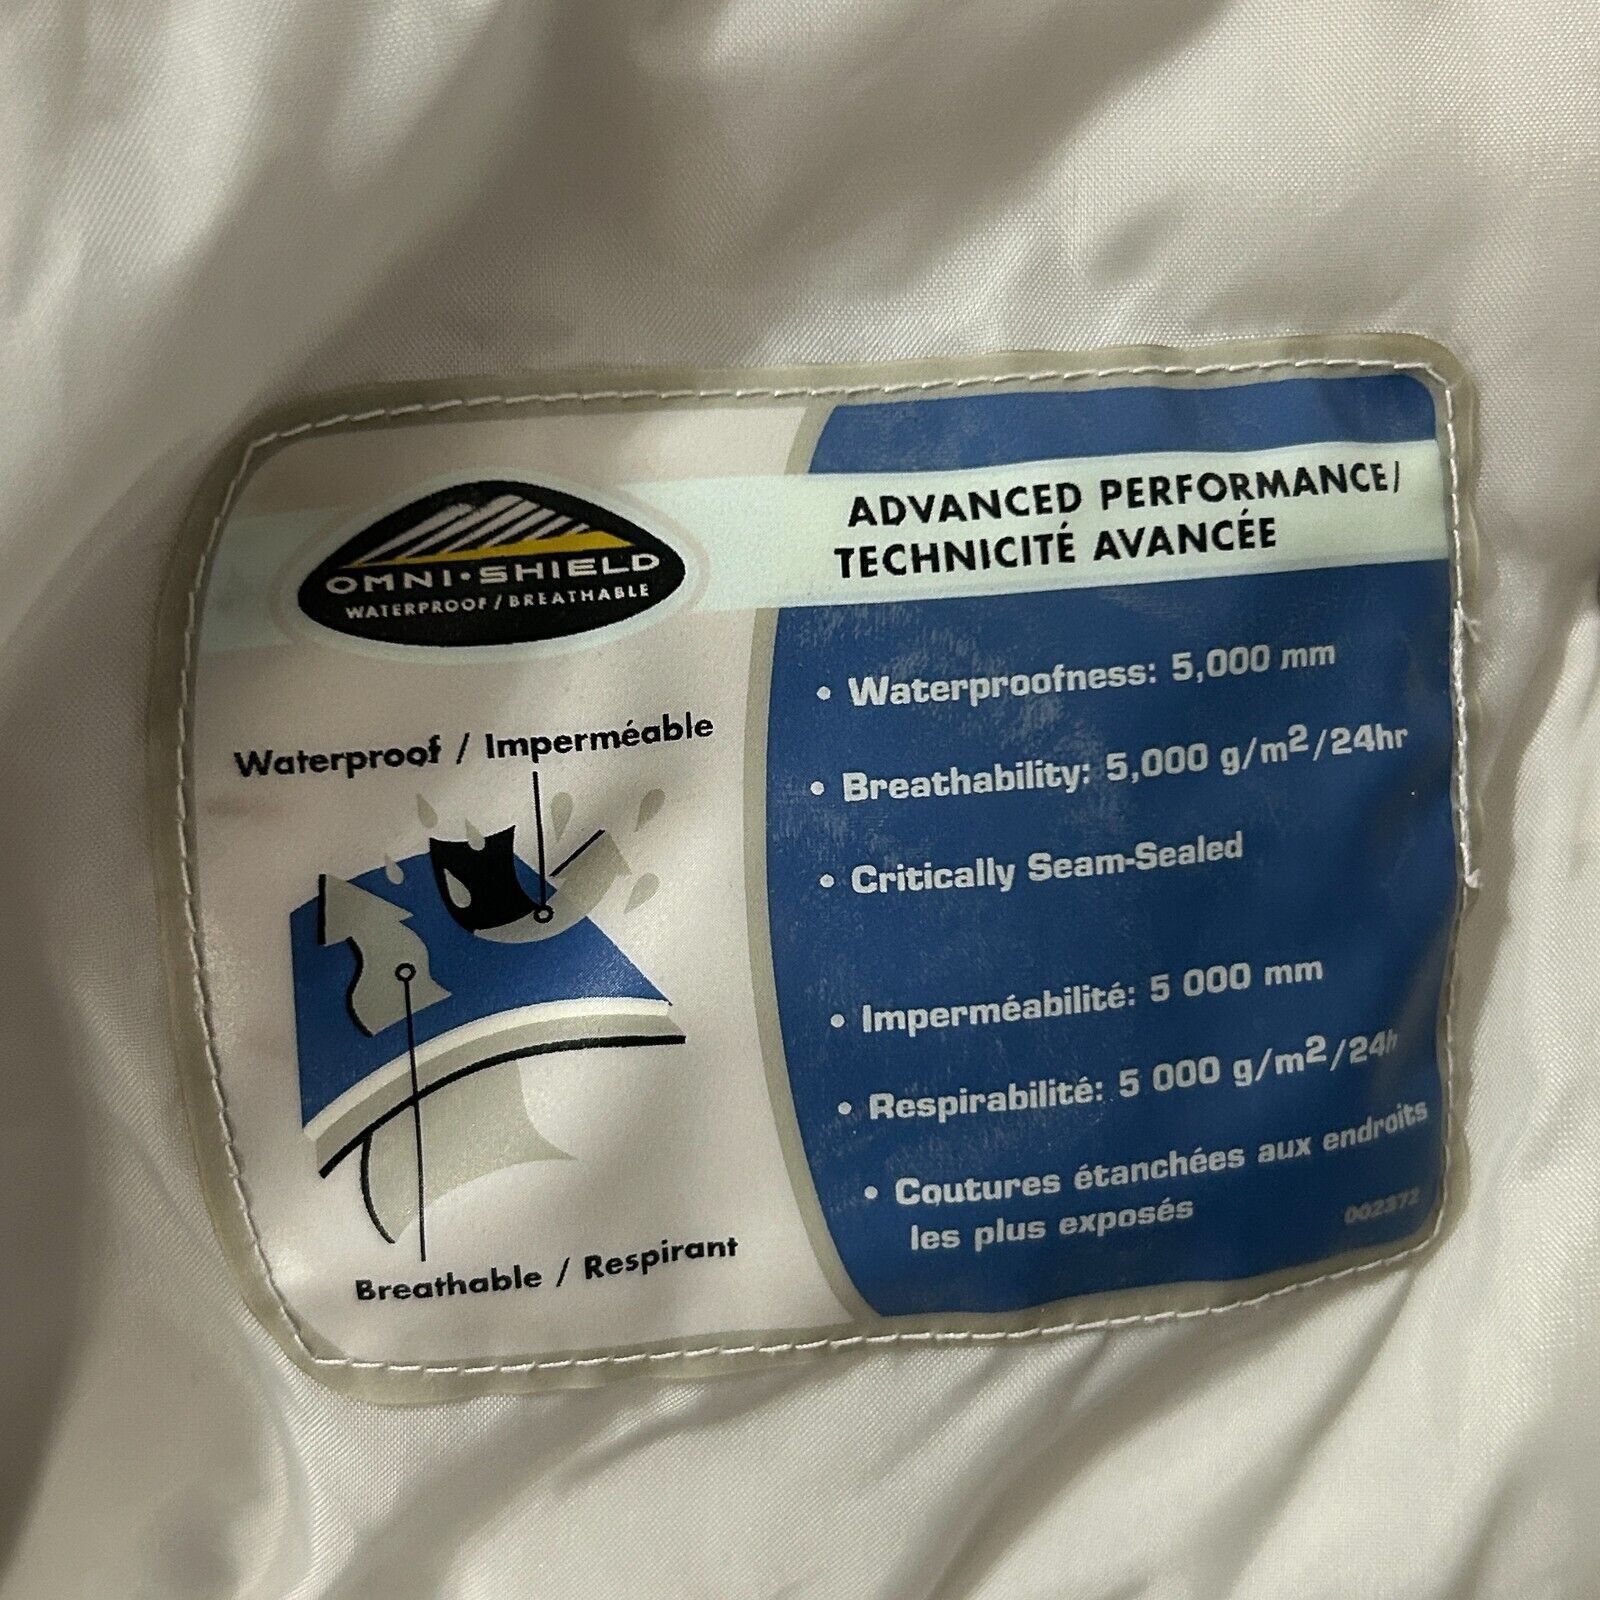 OMNI•SHIELD
WATERPROOF / BREATHABLE
Waterproof / Imperméable
Breathable / Respirant
ADVANCED PERFORMANCE/
TECHNICITÉ AVANCÉE
• Waterproofness: 5,000 mm
• Breathability: 5,000 g/m²/24hr
• Critically Seam-Sealed
• Imperméabilité: 5 000 mm
• Respirabilité: 5 000 g/m²/24h
• Coutures étanchées aux endroits
les plus exposés
002372